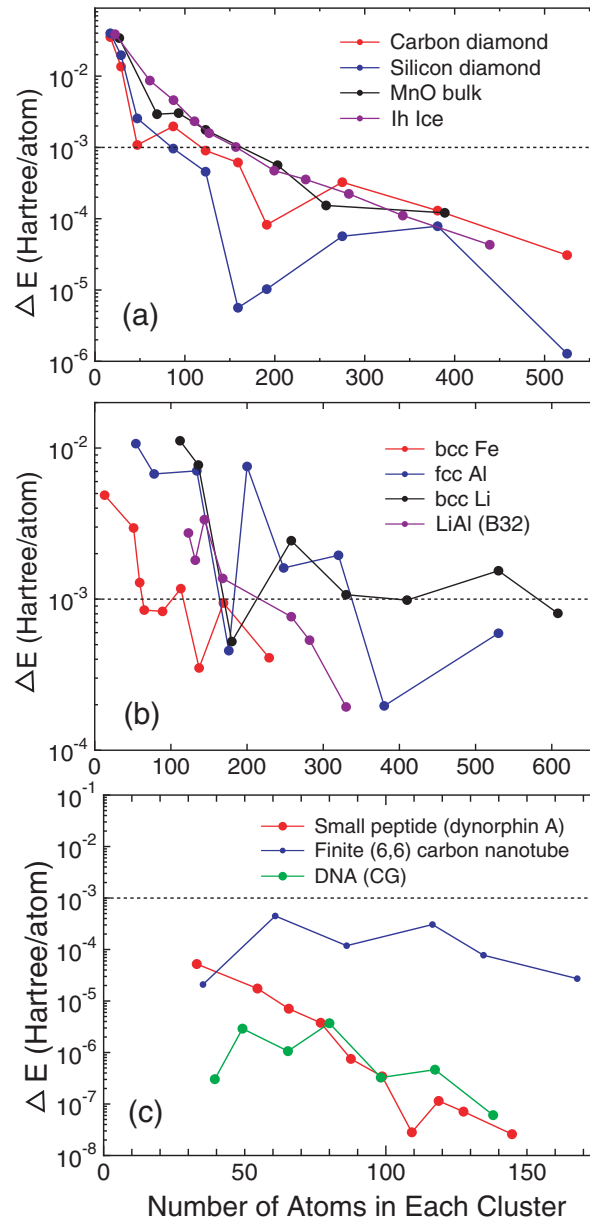 Carbon diamond
Silicon diamond
MnO bulk
Ih Ice
10-2
10-3
10-4
10-5
10-6
△ E (Hartree/atom)
(a)
0 100 200 300 400 500
bcc Fe
fcc Al
bcc Li
LiAl (B32)
10-2
10-3
10-4
△E (Hartree/atom)
(b)
0 100 200 300 400 500 600
Small peptide (dynorphin A)
Finite (6,6) carbon nanotube
DNA (CG)
10-1
10-2
10-3
10-3
10-4
10-5
10-6
10-7
10-8
△ E (Hartree/atom)
(c)
0 50 100 150
Number of Atoms in Each Cluster